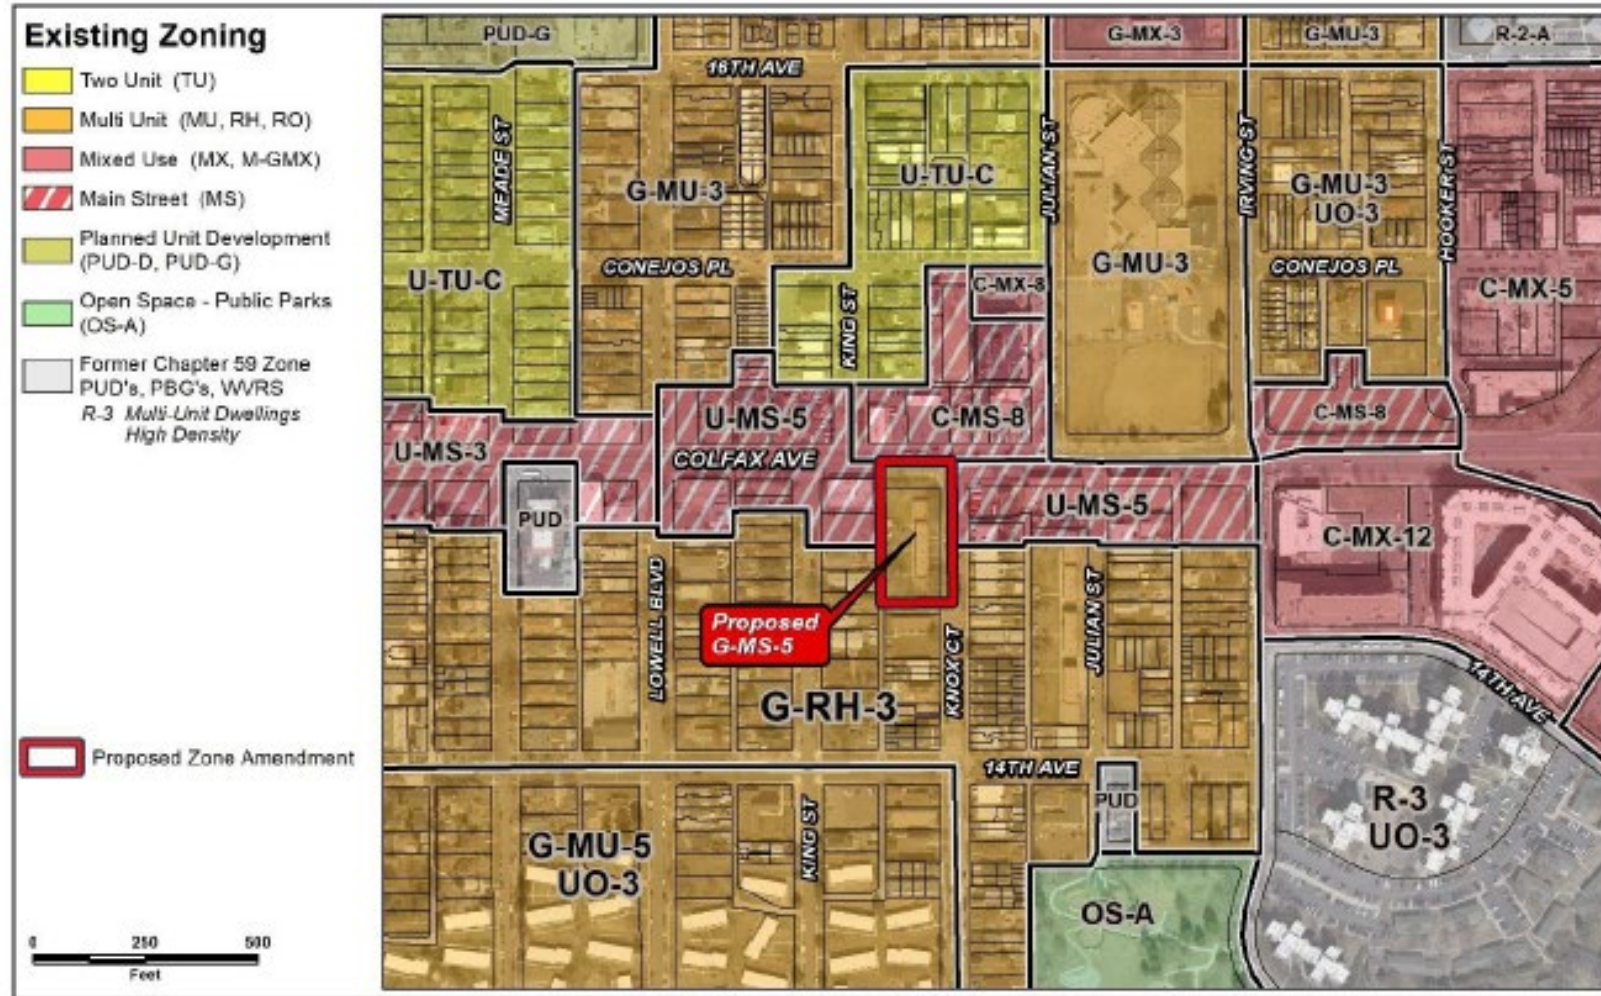 Existing Zoning
Two Unit (TU)
Multi Unit (MU, RH, RO)
Mixed Use (MX, M-GMX)
Main Street (MS)
Planned Unit Development
(PUD-D, PUD-G)
Open Space - Public Parks
(OS-A)
Former Chapter 59 Zone
PUD's, PBG's, WVRS
R-3 Multi-Unit Dwellings
High Density
Proposed Zone Amendment
0 250 500
Feet
PUD-G
G-MX-3
G-MU-3
R-2-A
16TH AVE
MEADE ST
G-MU-3
U-TU-C
JULIAN ST
IRVING ST
G-MU-3
UO-3
HOOKER ST
U-TU-C
CONEJOS PL
KING ST
C-MX-8
G-MU-3
CONEJOS PL
C-MX-5
U-MS-3
U-MS-5
C-MS-8
C-MS-8
COLFAX AVE
PUD
U-MS-5
C-MX-12
LOWELL BLVD
Proposed
G-MS-5
KNOX CT
JULIAN ST
G-RH-3
14TH AVE
14TH AVE
PUD
G-MU-5
UO-3
KING ST
R-3
UO-3
OS-A